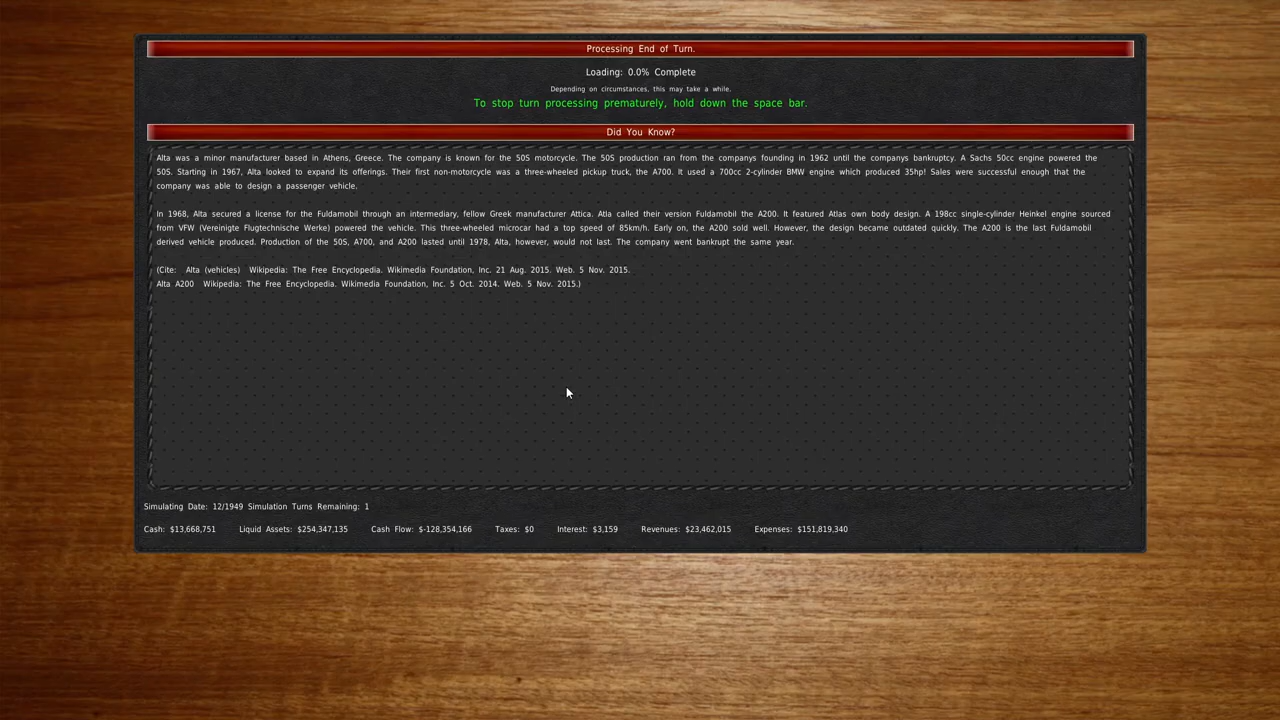 Processing End of Turn.
Loading: 0.0% Complete
Depending on circumstances, this may take a while.
To stop turn processing prematurely, hold down the space bar.
Did You Know?
Alta was a minor manufacturer based in Athens, Greece. The company is known for the 50S motorcycle. The 50S production ran from the companys founding in 1962 until the companys bankruptcy. A Sachs 50cc engine powered the
50S. Starting in 1967, Alta looked to expand its offerings. Their first non-motorcycle was a three-wheeled pickup truck, the A700. It used a 700cc 2-cylinder BMW engine which produced 35hp! Sales were successful enough that the
company was able to design a passenger vehicle.
In 1968, Alta secured a license for the Fuldamobil through an intermediary, fellow Greek manufacturer Attica. Atla called their version Fuldamobil the A200. It featured Atlas own body design. A 198cc single-cylinder Heinkel engine sourced
from VFW (Vereinigte Flugtechnische Werke) powered the vehicle. This three-wheeled microcar had a top speed of 85km/h. Early on, the A200 sold well. However, the design became outdated quickly. The A200 is the last Fuldamobil
derived vehicle produced. Production of the 50S, A700, and A200 lasted until 1978, Alta, however, would not last. The company went bankrupt the same year.
(Cite: Alta (vehicles) Wikipedia: The Free Encyclopedia. Wikimedia Foundation, Inc. 21 Aug. 2015. Web. 5 Nov. 2015.
Alta A200 Wikipedia: The Free Encyclopedia. Wikimedia Foundation, Inc. 5 Oct. 2014. Web. 5 Nov. 2015.)
Simulating Date: 12/1949 Simulation Turns Remaining: 1
Cash: $13,668,751 Liquid Assets: $254,347,135 Cash Flow: $-128,354,166 Taxes: $0 Interest: $3,159 Revenues: $23,462,015 Expenses: $151,819,340